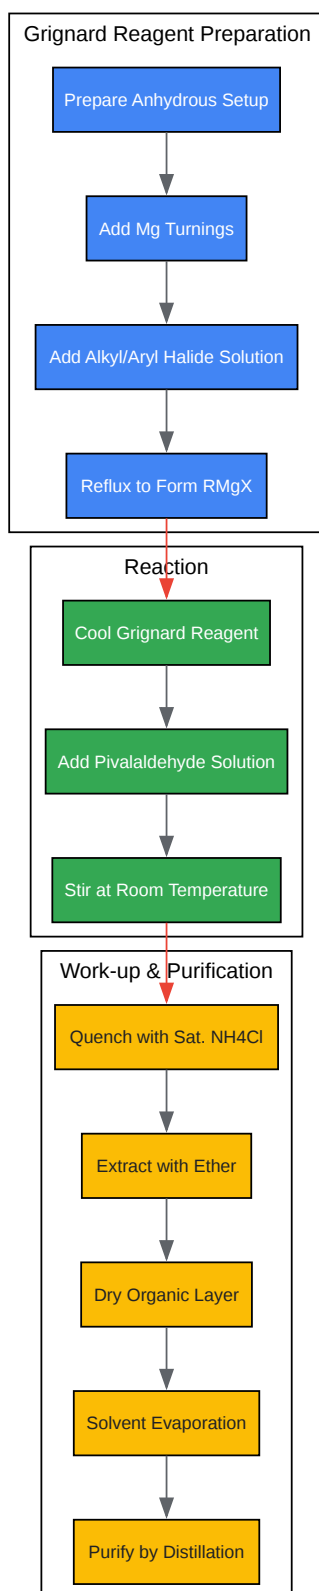 Grignard Reagent Preparation
Prepare Anhydrous Setup
Add Mg Turnings
Add Alkyl/Aryl Halide Solution
Reflux to Form RMgX
Reaction
Cool Grignard Reagent
Add Pivalaldehyde Solution
Stir at Room Temperature
Work-up & Purification
Quench with Sat. NH4Cl
Extract with Ether
Dry Organic Layer
Solvent Evaporation
Purify by Distillation